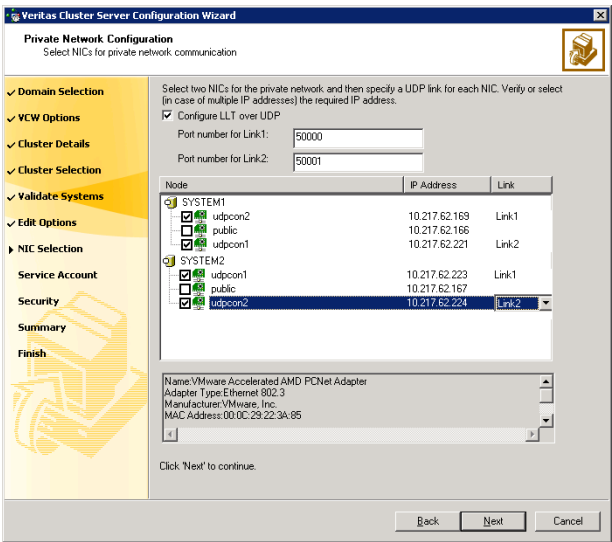 Veritas Cluster Server Configuration Wizard
Private Network Configuration
Select NICs for private network communication
Domain Selection
VCW Options
Cluster Details
Cluster Selection
Validate Systems
Edit Options
NIC Selection
Service Account
Security
Summary
Finish
Select two NICs for the private network and then specify a UDP link for each NIC. Verify or select
(in case of multiple IP addresses) the required IP address.
Configure LLT over UDP
Port number for Link1: 50000
Port number for Link2: 50001
Node IP Address Link
SYSTEM1
udpcon2 10.217.62.169 Link1
public 10.217.62.166
udpcon1 10.217.62.221 Link2
SYSTEM2
udpcon1 10.217.62.223 Link1
public 10.217.62.167
udpcon2 10.217.62.224 Link2
Name:VMware Accelerated AMD PCNet Adapter
Adapter Type:Ethernet 802.3
Manufacturer:VMware, Inc.
MAC Address:00:0C:29:22:3A:85
Click 'Next' to continue.
Back Next Cancel